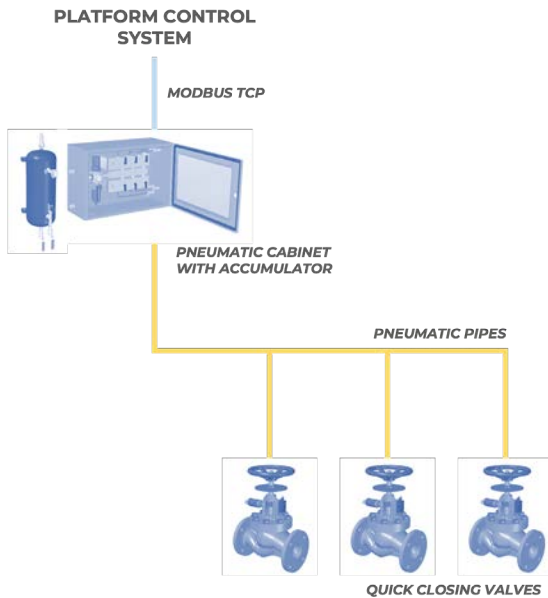 PLATFORM CONTROL
SYSTEM
MODBUS TCP
PNEUMATIC CABINET
WITH ACCUMULATOR
PNEUMATIC PIPES
QUICK CLOSING VALVES